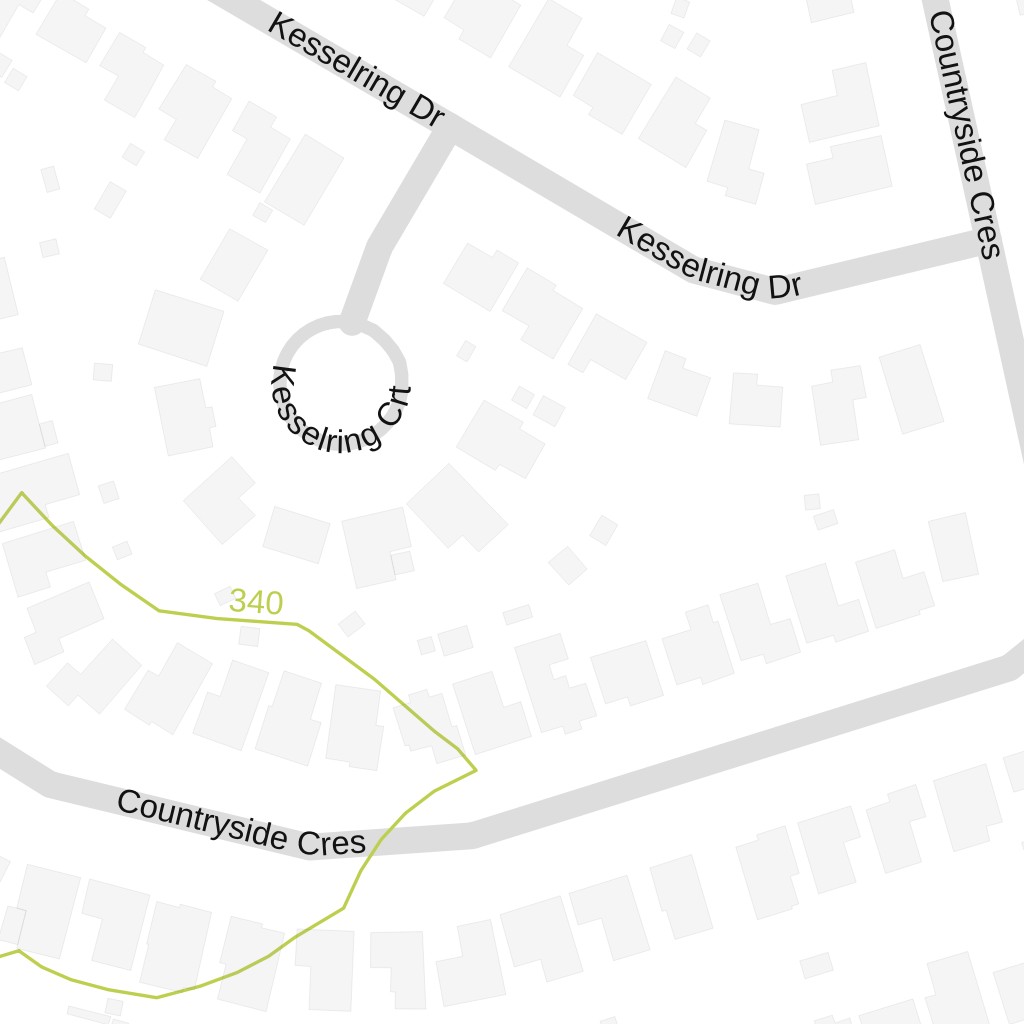 Kesselring Dr
Countryside Cres
Kesselring Dr
Kesselring Crt
340
Countryside Cres